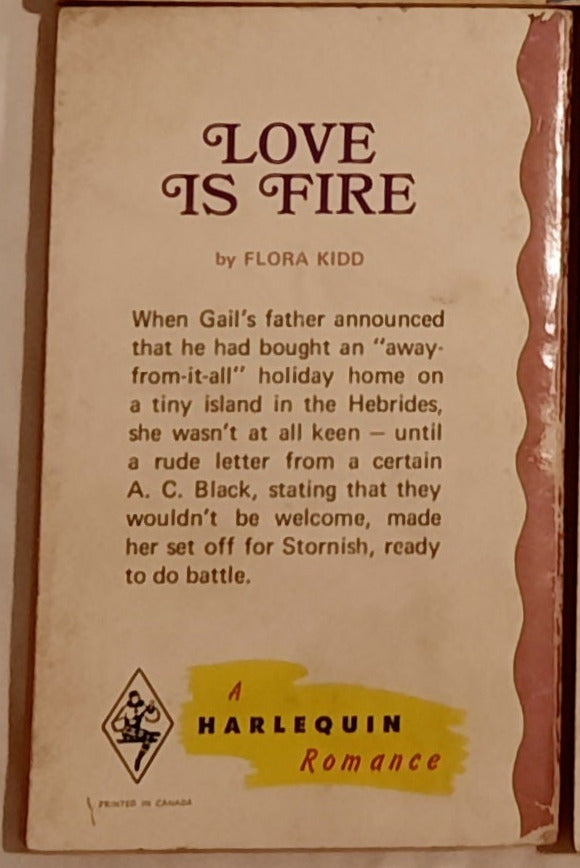 LOVE
IS FIRE
by FLORA KIDD
When Gail's father announced
that he had bought an "away-
from-it-all" holiday home on
a tiny island in the Hebrides,
she wasn't at all keen — until
a rude letter from a certain
A. C. Black, stating that they
wouldn't be welcome, made
her set off for Stornish, ready
to do battle.
A
HARLEQUIN
Romance
PRINTED IN CANADA